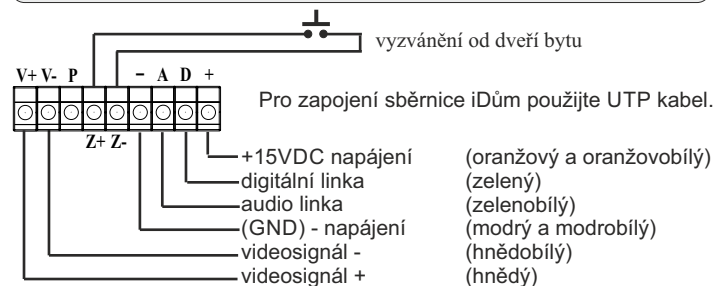 vyzvánění od dveří bytu
V+ V- P – A D +
Pro zapojení sběrnice iDům použijte UTP kabel.
Z+ Z-
+15VDC napájení (oranžový a oranžovobílý)
digitální linka (zelený)
audio linka (zelenobílý)
(GND) - napájení (modrý a modrobílý)
videosignál - (hnědobílý)
videosignál + (hnědý)